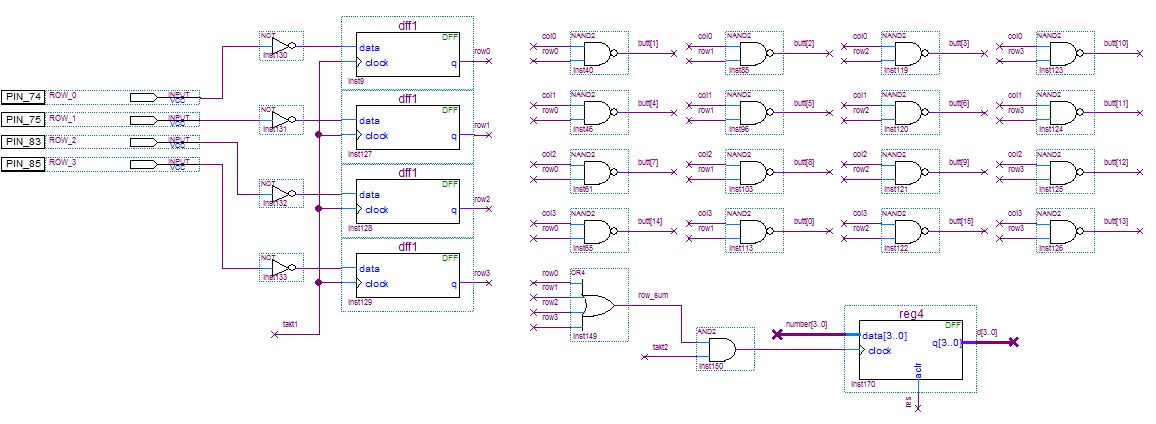 PIN_74 ROW_0 INPUT VCC
PIN_75 ROW_1 INPUT VCC
PIN_83 ROW_2 INPUT VCC
PIN_85 ROW_3 INPUT VCC
NOT
inst130
NOT
inst131
NOT
inst132
NOT
inst133
takt1
dff1
DFF
data
clock
q
inst9
row0
dff1
DFF
data
clock
q
inst127
row1
dff1
DFF
data
clock
q
inst128
row2
dff1
DFF
data
clock
q
inst129
row3
col0 NAND2 butt[1]
row0
inst40
col0 NAND2 butt[2]
row1
inst85
col0 NAND2 butt[3]
row2
inst119
col0 NAND2 butt[10]
row3
inst123
col1 NAND2 butt[4]
row0
inst46
col1 NAND2 butt[5]
row1
inst96
col1 NAND2 butt[6]
row2
inst120
col1 NAND2 butt[11]
row3
inst124
col2 NAND2 butt[7]
row0
inst61
col2 NAND2 butt[8]
row1
inst103
col2 NAND2 butt[9]
row2
inst121
col2 NAND2 butt[12]
row3
inst125
col3 NAND2 butt[14]
row0
inst65
col3 NAND2 butt[0]
row1
inst113
col3 NAND2 butt[15]
row2
inst122
col3 NAND2 butt[13]
row3
inst126
row0
row1
row2
row3
OR4
inst149
row_sum
takt2
AND2
inst150
number[3..0]
reg4
DFF
data[3..0]
clock
q[3..0]
aclr
inst170
d[3..0]
res